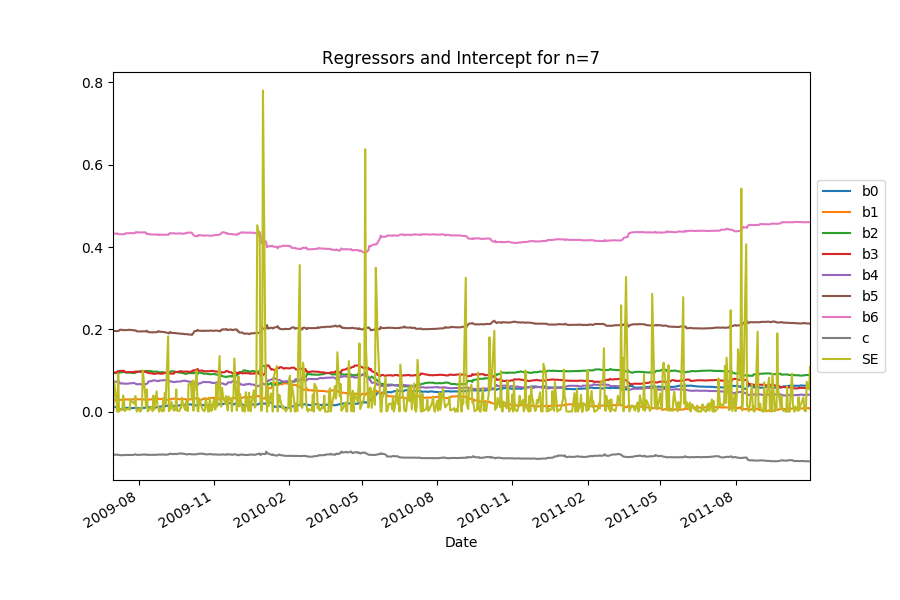 Regressors and Intercept for n=7
0.8
0.6
0.4
0.2
0.0
2009-08
2009-11
2010-02
2010-05
2010-08
2010-11
2011-02
2011-05
2011-08
Date
b0
b1
b2
b3
b4
b5
b6
c
SE